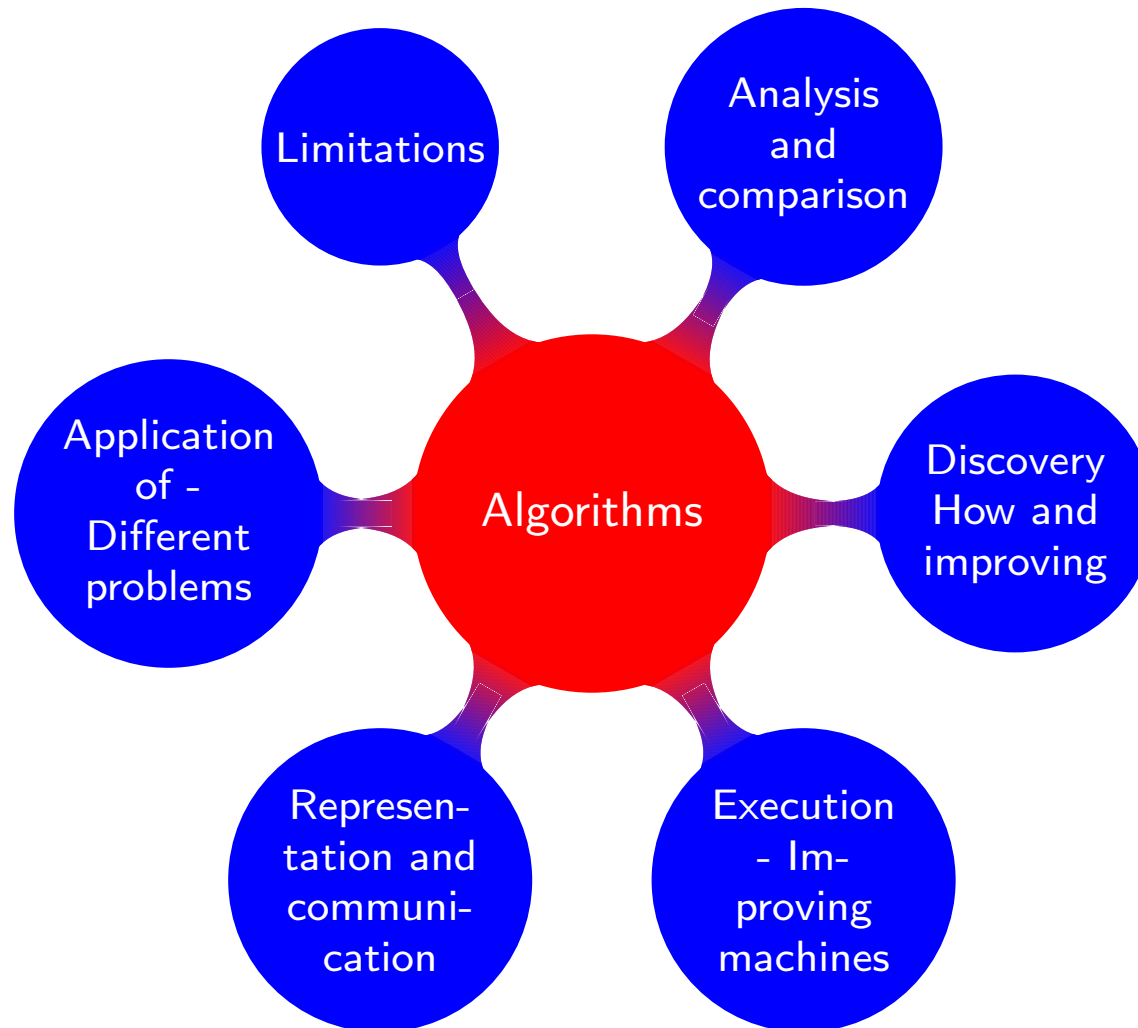 Limitations
Analysis
and
comparison
Application
of -
Different
problems
Algorithms
Discovery
How and
improving
Represen-
tation and
communi-
cation
Execution
- Im-
proving
machines